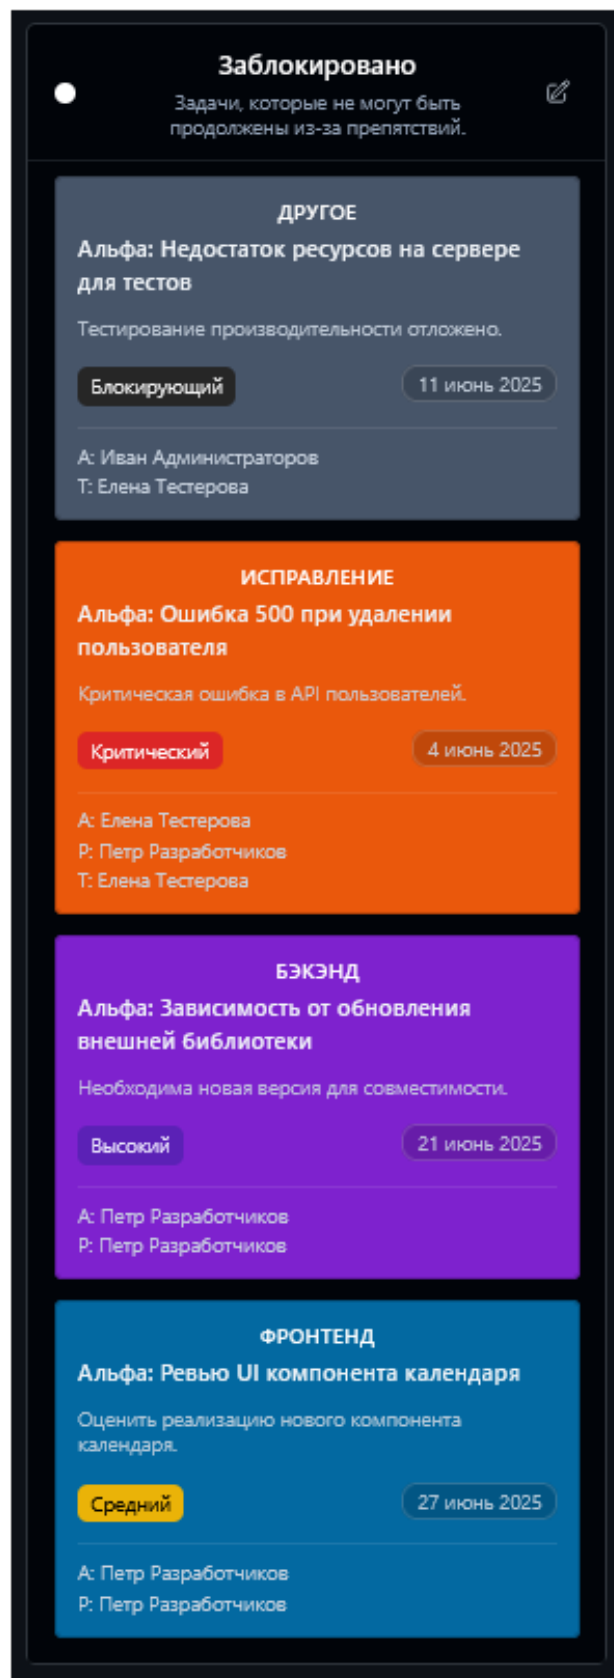 Заблокировано
Задачи, которые не могут быть
продолжены из-за препятствий.
ДРУГОЕ
Альфа: Недостаток ресурсов на сервере
для тестов
Тестирование производительности отложено.
Блокирующий
11 июнь 2025
А: Иван Администраторов
Т: Елена Тестерова
ИСПРАВЛЕНИЕ
Альфа: Ошибка 500 при удалении
пользователя
Критическая ошибка в API пользователей.
Критический
4 июнь 2025
А: Елена Тестерова
Р: Петр Разработчиков
Т: Елена Тестерова
БЭКЭНД
Альфа: Зависимость от обновления
внешней библиотеки
Необходима новая версия для совместимости.
Высокий
21 июнь 2025
А: Петр Разработчиков
Р: Петр Разработчиков
ФРОНТЕНД
Альфа: Ревью UI компонента календаря
Оценить реализацию нового компонента
календаря.
Средний
27 июнь 2025
А: Петр Разработчиков
Р: Петр Разработчиков